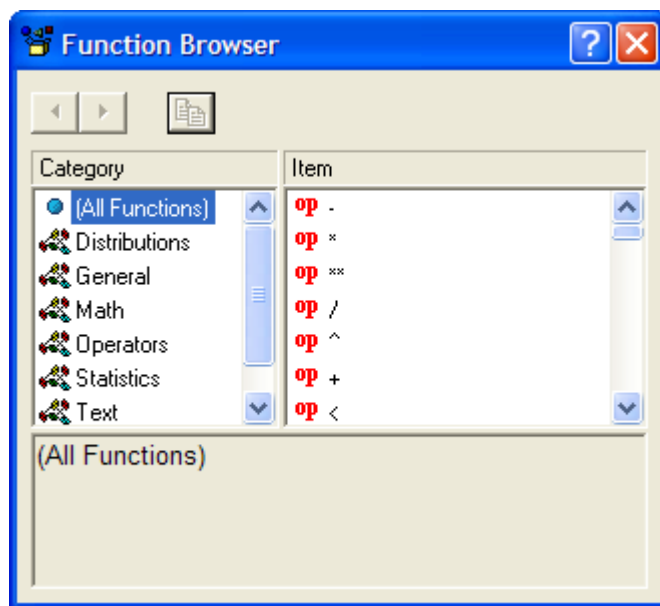 Function Browser
Category Item
(All Functions) op -
Distributions op *
General op **
Math op /
Operators op ^
Statistics op +
Text op <
(All Functions)